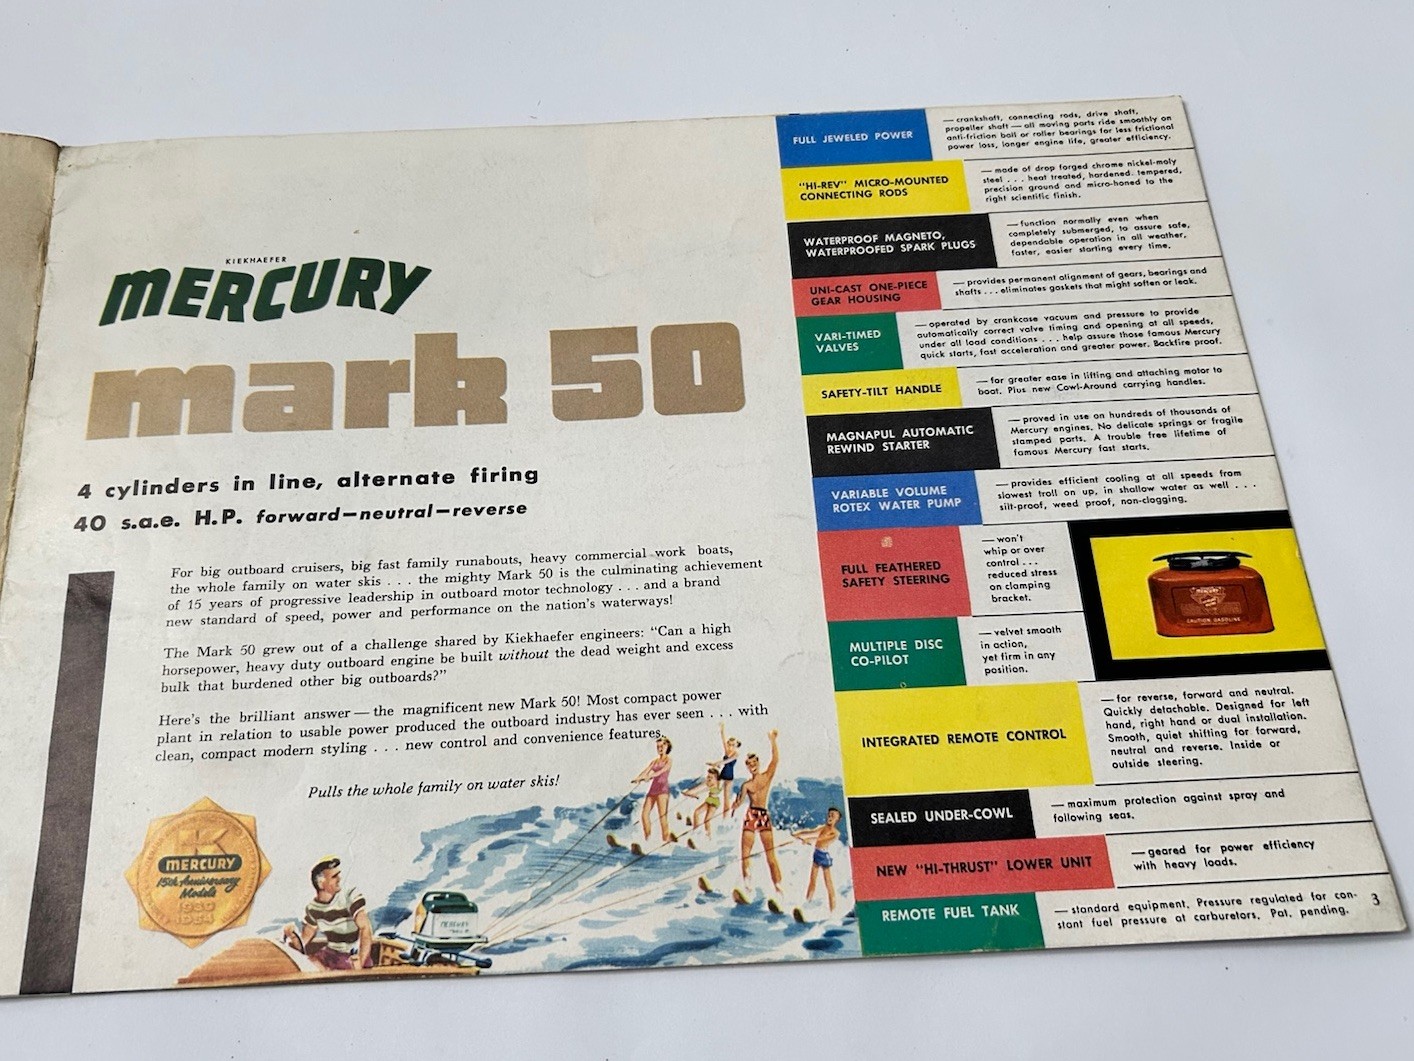 KIEKHAEFER
MERCURY
mark 50
4 cylinders in line, alternate firing
40 s.a.e. H.P. forward—neutral—reverse
For big outboard cruisers, big fast family runabouts, heavy commercial work boats,
the whole family on water skis . . . the mighty Mark 50 is the culminating achievement
of 15 years of progressive leadership in outboard motor technology . . . and a brand
new standard of speed, power and performance on the nation's waterways!
The Mark 50 grew out of a challenge shared by Kiekhaefer engineers: "Can a high
horsepower, heavy duty outboard engine be built without the dead weight and excess
bulk that burdened other big outboards?"
Here's the brilliant answer — the magnificent new Mark 50! Most compact power
plant in relation to usable power produced the outboard industry has ever seen . . . with
clean, compact modern styling . . . new control and convenience features.
Pulls the whole family on water skis!
K
MERCURY
15th Anniversary
Models
1939
1954
MERCURY
FULL JEWELED POWER
— crankshaft, connecting rods, drive shaft,
propeller shaft — all moving parts ride smoothly on
anti-friction ball or roller bearings for less frictional
power loss, longer engine life, greater efficiency.
"HI-REV" MICRO-MOUNTED
CONNECTING RODS
— made of drop forged chrome nickel-moly
steel . . . heat treated, hardened, tempered,
precision ground and micro-honed to the
right scientific finish.
WATERPROOF MAGNETO,
WATERPROOFED SPARK PLUGS
— function normally even when
completely submerged, to assure safe,
dependable operation in all weather,
faster, easier starting every time.
UNI-CAST ONE-PIECE
GEAR HOUSING
— provides permanent alignment of gears, bearings and
shafts . . . eliminates gaskets that might soften or leak.
VARI-TIMED
VALVES
— operated by crankcase vacuum and pressure to provide
automatically correct valve timing and opening at all speeds,
under all load conditions . . . help assure those famous Mercury
quick starts, fast acceleration and greater power. Backfire proof.
SAFETY-TILT HANDLE
— for greater ease in lifting and attaching motor to
boat. Plus new Cowl-Around carrying handles.
MAGNAPUL AUTOMATIC
REWIND STARTER
— proved in use on hundreds of thousands of
Mercury engines. No delicate springs or fragile
stamped parts. A trouble free lifetime of
famous Mercury fast starts.
VARIABLE VOLUME
ROTEX WATER PUMP
— provides efficient cooling at all speeds from
slowest troll on up, in shallow water as well . . .
silt-proof, weed proof, non-clogging.
FULL FEATHERED
SAFETY STEERING
— won't
whip or over
control . . .
reduced stress
on clamping
bracket.
MERCURY
CAUTION GASOLINE
MULTIPLE DISC
CO-PILOT
— velvet smooth
in action,
yet firm in any
position.
INTEGRATED REMOTE CONTROL
— for reverse, forward and neutral.
Quickly detachable. Designed for left
hand, right hand or dual installation.
Smooth, quiet shifting for forward,
neutral and reverse. Inside or
outside steering.
SEALED UNDER-COWL
— maximum protection against spray and
following seas.
NEW "HI-THRUST" LOWER UNIT
— geared for power efficiency
with heavy loads.
REMOTE FUEL TANK
— standard equipment. Pressure regulated for con-
stant fuel pressure at carburetors. Pat. pending.
3